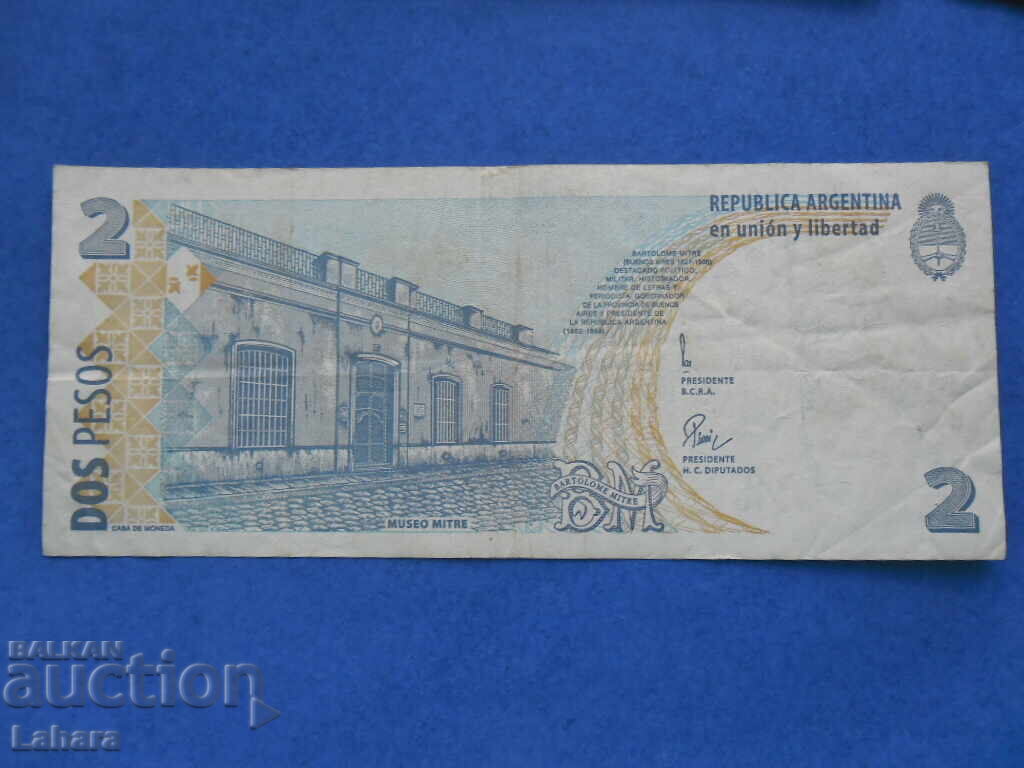 2
DOS PESOS
CASA DE MONEDA
MUSEO MITRE
REPUBLICA ARGENTINA
en unión y libertad
BARTOLOME MITRE
(BUENOS AIRES 1821-1906)
DESTACADO POLITICO,
MILITAR, HISTORIADOR,
HOMBRE DE LETRAS Y
PERIODISTA. GOBERNADOR
DE LA PROVINCIA DE BUENOS
AIRES Y PRESIDENTE DE
LA REPUBLICA ARGENTINA
(1862-1868)
PRESIDENTE
B.C.R.A.
PRESIDENTE
H. C. DIPUTADOS
BM
BARTOLOME MITRE
2
BALKAN
auction
Lahara